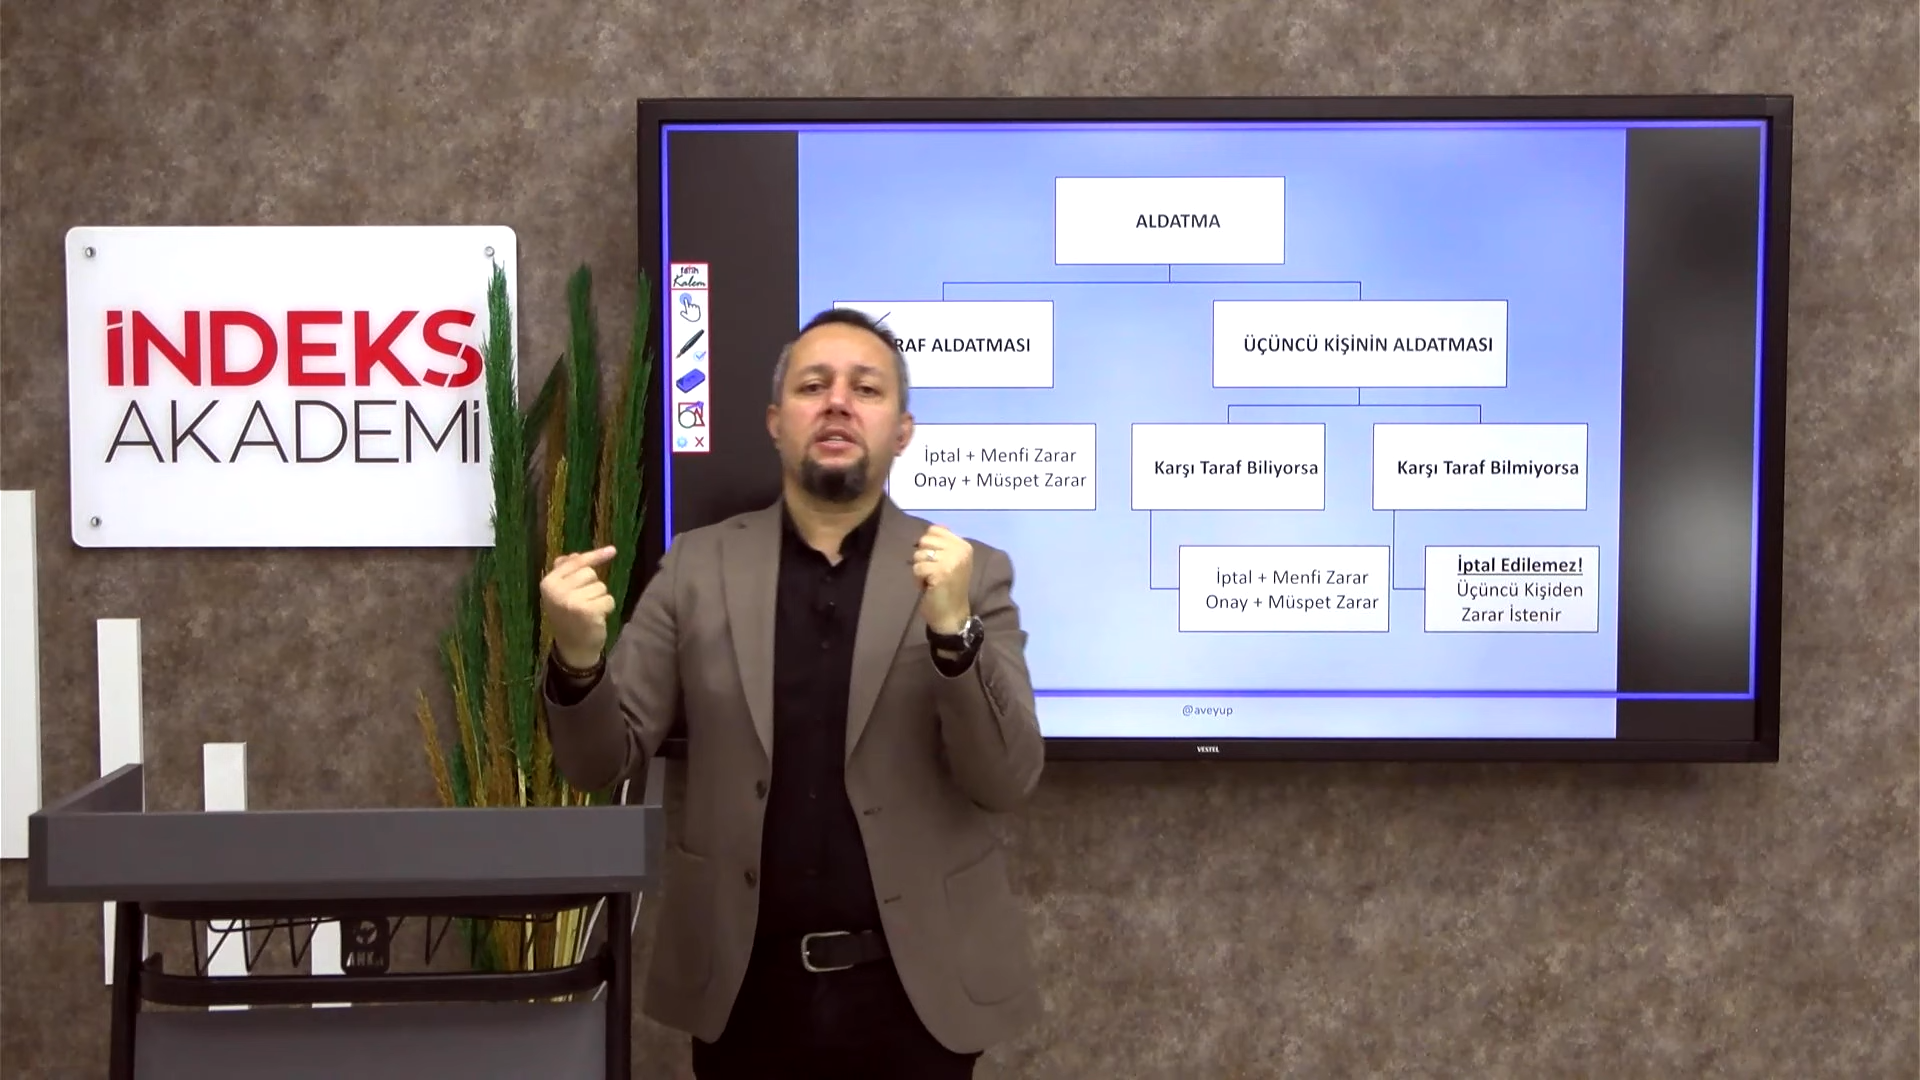 İNDEKS
AKADEMİ
Kalem
ALDATMA
RAF ALDATMASI
ÜÇÜNCÜ KİŞİNİN ALDATMASI
İptal + Menfi Zarar
Onay + Müspet Zarar
Karşı Taraf Biliyorsa
Karşı Taraf Bilmiyorsa
İptal + Menfi Zarar
Onay + Müspet Zarar
İptal Edilemez!
Üçüncü Kişiden
Zarar İstenir
@aveyup
VESTEL